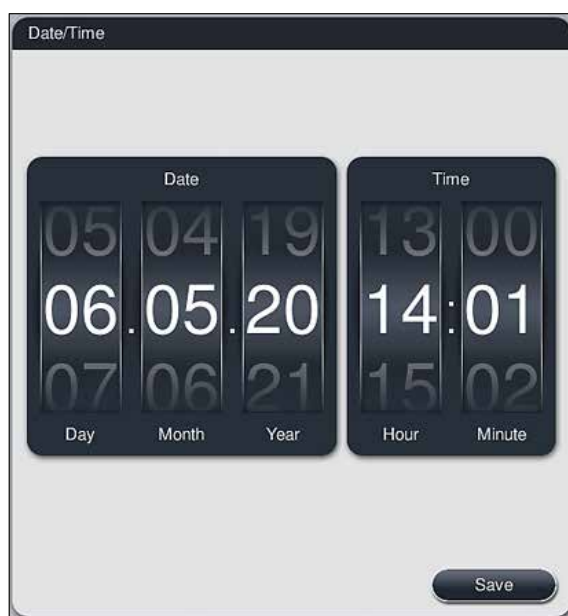 Date/Time
Date
05 04 19
06.05.20
07 06 21
Day Month Year
Time
13 00
14:01
15 02
Hour Minute
Save